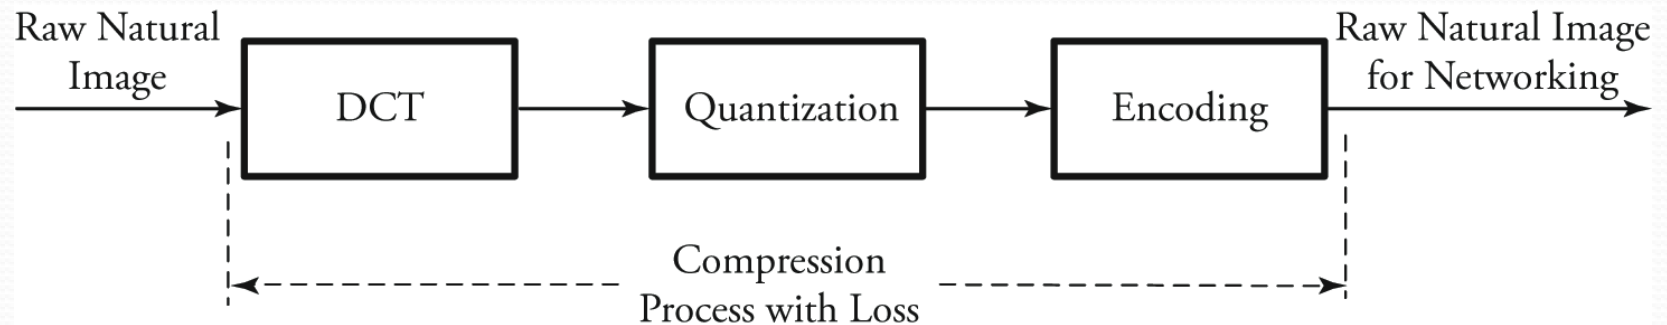 Raw Natural
Image
DCT
Quantization
Encoding
Raw Natural Image
for Networking
Compression
Process with Loss